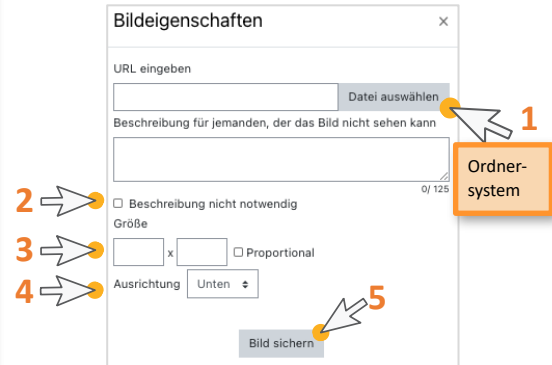 Bildeigenschaften ×
URL eingeben
Datei auswählen
1
Beschreibung für jemanden, der das Bild nicht sehen kann
Ordner-
system
0/ 125
2 Beschreibung nicht notwendig
Größe
3 x Proportional
4 Ausrichtung Unten
5
Bild sichern